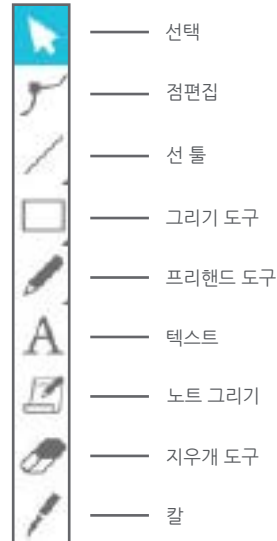 선택
점편집
선 툴
그리기 도구
프리핸드 도구
A 텍스트
노트 그리기
지우개 도구
칼